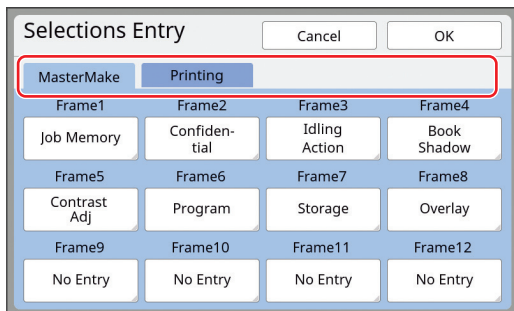 Selections Entry
Cancel
OK
MasterMake
Printing
Frame1
Frame2
Frame3
Frame4
Job Memory
Confiden-
tial
Idling
Action
Book
Shadow
Frame5
Frame6
Frame7
Frame8
Contrast
Adj
Program
Storage
Overlay
Frame9
Frame10
Frame11
Frame12
No Entry
No Entry
No Entry
No Entry